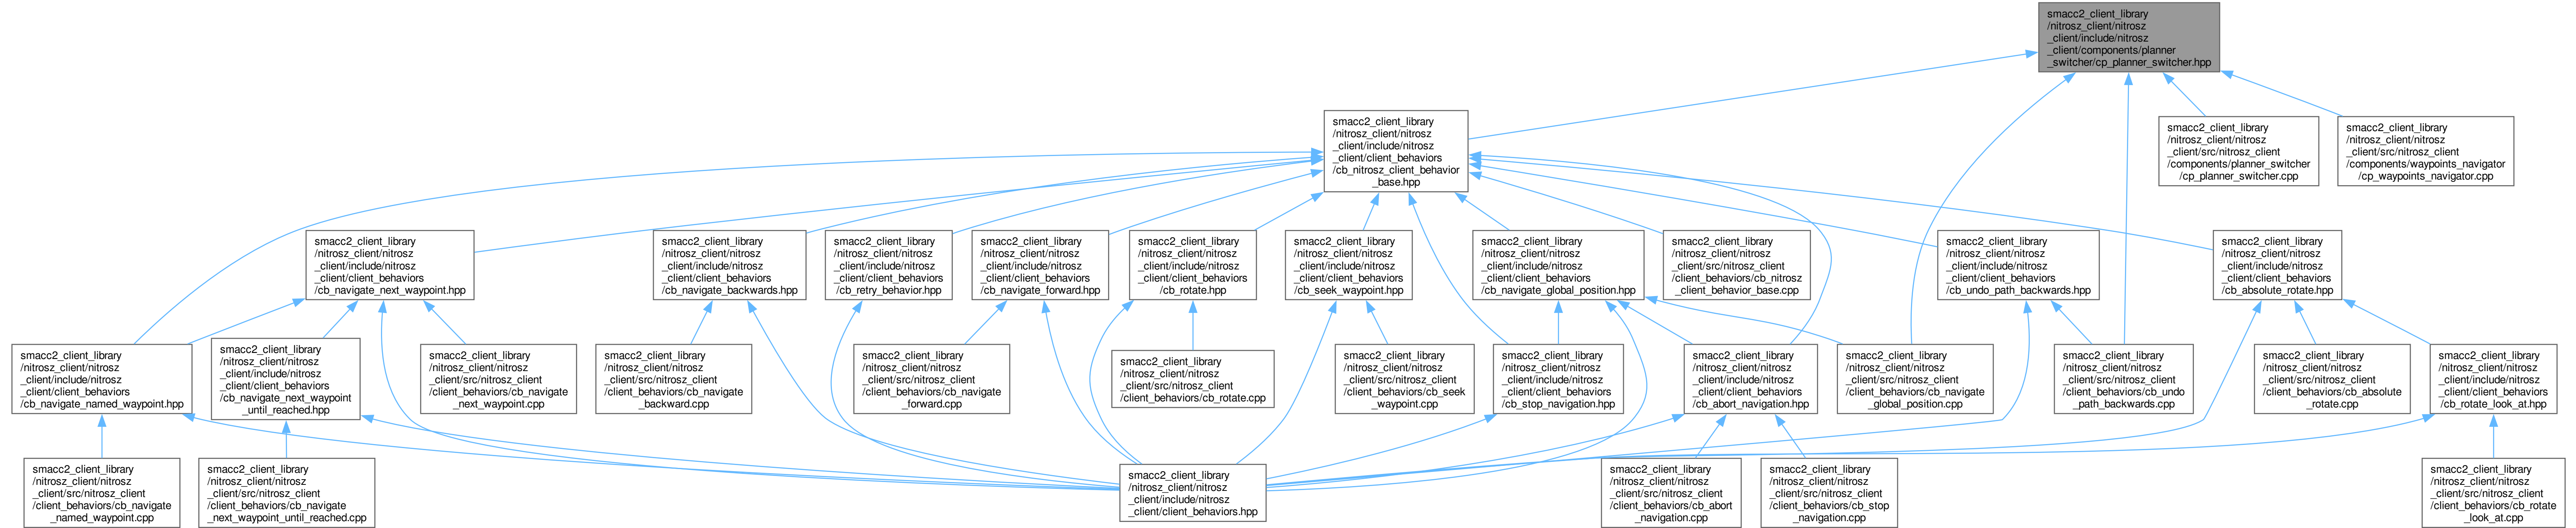 smacc2_client_library
/nitrosz_client/nitrosz
_client/include/nitrosz
_client/components/planner
_switcher/cp_planner_switcher.hpp
smacc2_client_library
/nitrosz_client/nitrosz
_client/include/nitrosz
_client/client_behaviors
/cb_nitrosz_client_behavior
_base.hpp
smacc2_client_library
/nitrosz_client/nitrosz
_client/src/nitrosz_client
/components/planner_switcher
/cp_planner_switcher.cpp
smacc2_client_library
/nitrosz_client/nitrosz
_client/src/nitrosz_client
/components/waypoints_navigator
/cp_waypoints_navigator.cpp
smacc2_client_library
/nitrosz_client/nitrosz
_client/include/nitrosz
_client/client_behaviors
/cb_navigate_next_waypoint.hpp
smacc2_client_library
/nitrosz_client/nitrosz
_client/include/nitrosz
_client/client_behaviors
/cb_navigate_backwards.hpp
smacc2_client_library
/nitrosz_client/nitrosz
_client/include/nitrosz
_client/client_behaviors
/cb_retry_behavior.hpp
smacc2_client_library
/nitrosz_client/nitrosz
_client/include/nitrosz
_client/client_behaviors
/cb_navigate_forward.hpp
smacc2_client_library
/nitrosz_client/nitrosz
_client/include/nitrosz
_client/client_behaviors
/cb_rotate.hpp
smacc2_client_library
/nitrosz_client/nitrosz
_client/include/nitrosz
_client/client_behaviors
/cb_seek_waypoint.hpp
smacc2_client_library
/nitrosz_client/nitrosz
_client/include/nitrosz
_client/client_behaviors
/cb_navigate_global_position.hpp
smacc2_client_library
/nitrosz_client/nitrosz
_client/src/nitrosz_client
/client_behaviors/cb_nitrosz
_client_behavior_base.cpp
smacc2_client_library
/nitrosz_client/nitrosz
_client/include/nitrosz
_client/client_behaviors
/cb_undo_path_backwards.hpp
smacc2_client_library
/nitrosz_client/nitrosz
_client/include/nitrosz
_client/client_behaviors
/cb_absolute_rotate.hpp
smacc2_client_library
/nitrosz_client/nitrosz
_client/include/nitrosz
_client/client_behaviors
/cb_navigate_named_waypoint.hpp
smacc2_client_library
/nitrosz_client/nitrosz
_client/include/nitrosz
_client/client_behaviors
/cb_navigate_next_waypoint
_until_reached.hpp
smacc2_client_library
/nitrosz_client/nitrosz
_client/src/nitrosz_client
/client_behaviors/cb_navigate
_next_waypoint.cpp
smacc2_client_library
/nitrosz_client/nitrosz
_client/src/nitrosz_client
/client_behaviors/cb_navigate
_backward.cpp
smacc2_client_library
/nitrosz_client/nitrosz
_client/src/nitrosz_client
/client_behaviors/cb_navigate
_forward.cpp
smacc2_client_library
/nitrosz_client/nitrosz
_client/src/nitrosz_client
/client_behaviors/cb_rotate.cpp
smacc2_client_library
/nitrosz_client/nitrosz
_client/src/nitrosz_client
/client_behaviors/cb_seek
_waypoint.cpp
smacc2_client_library
/nitrosz_client/nitrosz
_client/include/nitrosz
_client/client_behaviors
/cb_stop_navigation.hpp
smacc2_client_library
/nitrosz_client/nitrosz
_client/include/nitrosz
_client/client_behaviors
/cb_abort_navigation.hpp
smacc2_client_library
/nitrosz_client/nitrosz
_client/src/nitrosz_client
/client_behaviors/cb_navigate
_global_position.cpp
smacc2_client_library
/nitrosz_client/nitrosz
_client/src/nitrosz_client
/client_behaviors/cb_undo
_path_backwards.cpp
smacc2_client_library
/nitrosz_client/nitrosz
_client/src/nitrosz_client
/client_behaviors/cb_absolute
_rotate.cpp
smacc2_client_library
/nitrosz_client/nitrosz
_client/include/nitrosz
_client/client_behaviors
/cb_rotate_look_at.hpp
smacc2_client_library
/nitrosz_client/nitrosz
_client/src/nitrosz_client
/client_behaviors/cb_navigate
_named_waypoint.cpp
smacc2_client_library
/nitrosz_client/nitrosz
_client/src/nitrosz_client
/client_behaviors/cb_navigate
_next_waypoint_until_reached.cpp
smacc2_client_library
/nitrosz_client/nitrosz
_client/include/nitrosz
_client/client_behaviors.hpp
smacc2_client_library
/nitrosz_client/nitrosz
_client/src/nitrosz_client
/client_behaviors/cb_abort
_navigation.cpp
smacc2_client_library
/nitrosz_client/nitrosz
_client/src/nitrosz_client
/client_behaviors/cb_stop
_navigation.cpp
smacc2_client_library
/nitrosz_client/nitrosz
_client/src/nitrosz_client
/client_behaviors/cb_rotate
_look_at.cpp